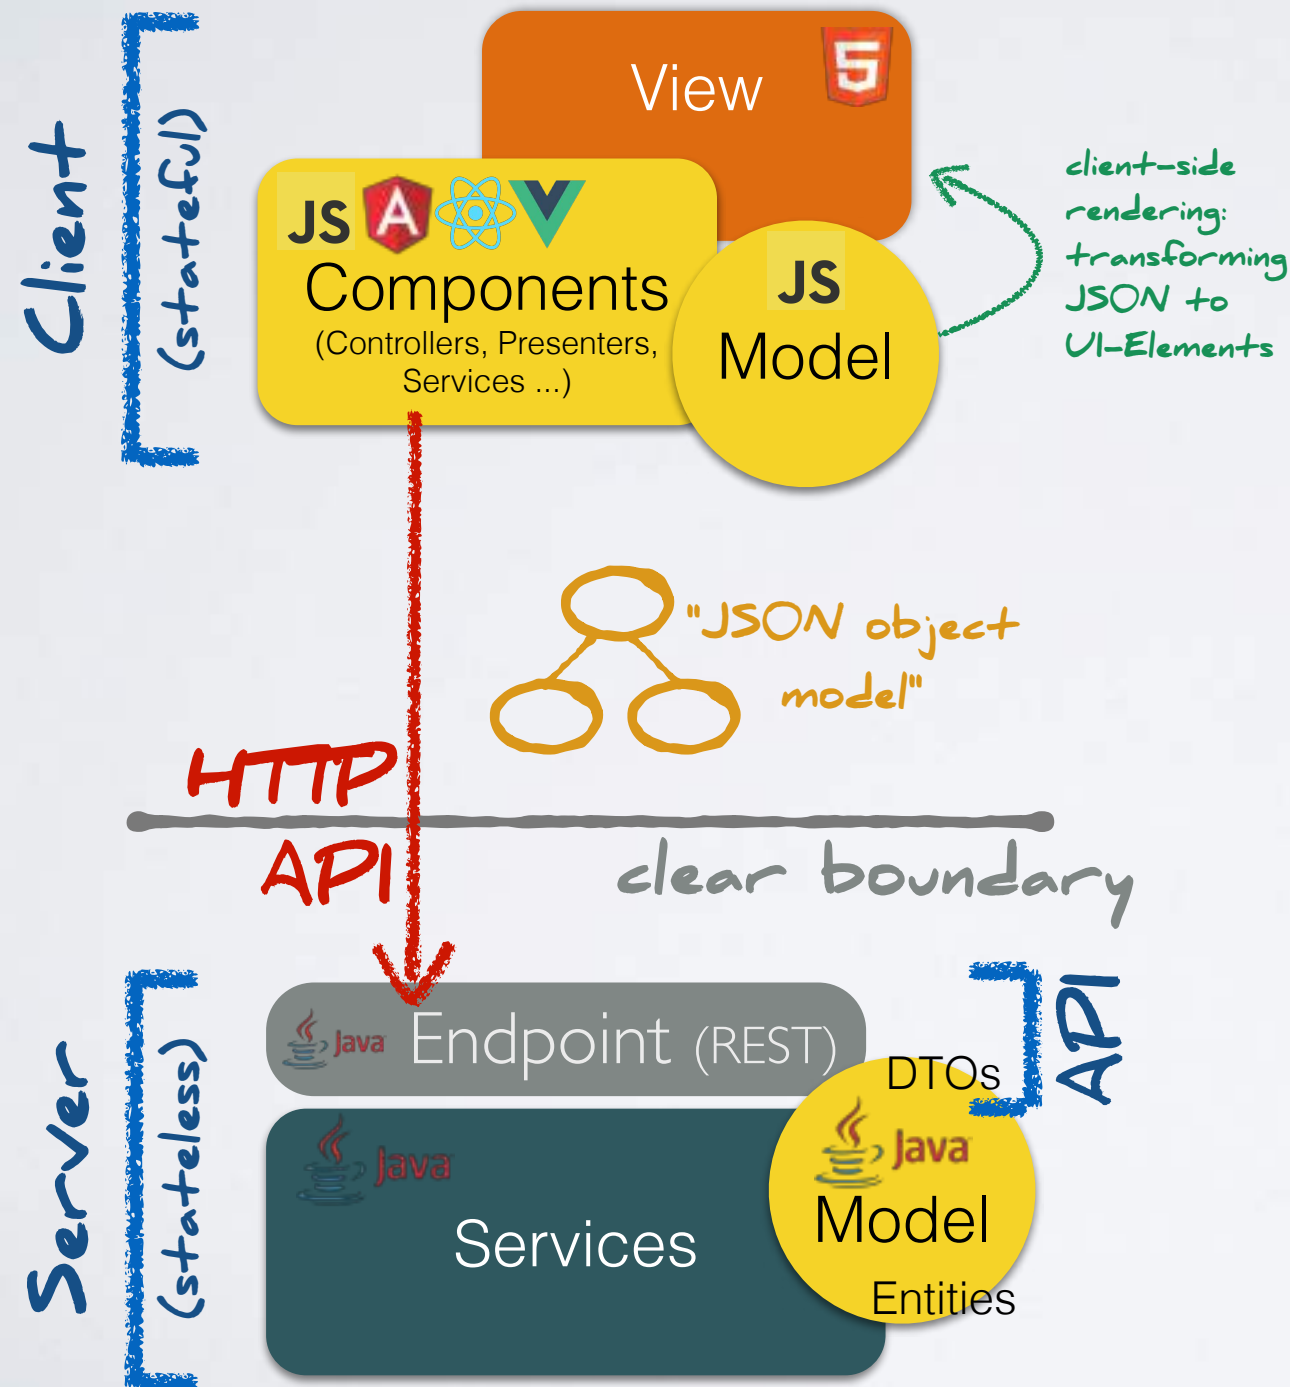 Client
(stateful)
View
5
JS
A
Components
(Controllers, Presenters,
Services ...)
JS
Model
client-side
rendering:
transforming
JSON to
UI-Elements
"JSON object
model"
HTTP
API
clear boundary
Server
(stateless)
Java
Endpoint (REST)
API
DTOs
Java
Services
Java
Model
Entities